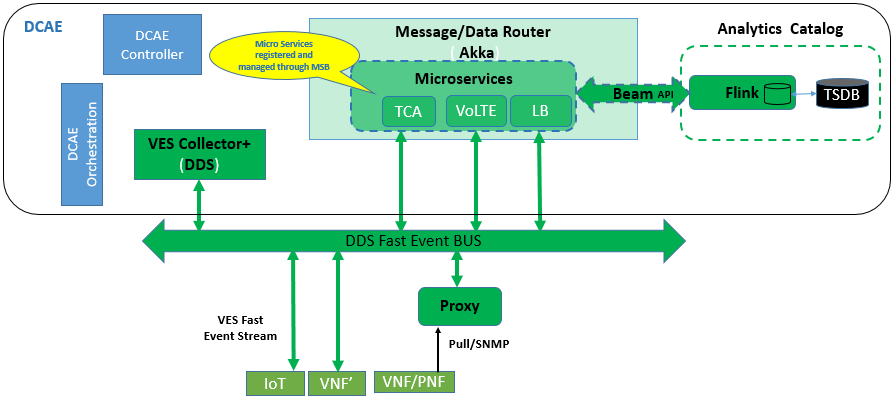 DCAE
DCAE
Controller
DCAE
Orchestration
Micro Services
registered and
managed through MSB
Message/Data Router
( Akka)
Microservices
TCA
VoLTE
LB
Beam API
Analytics Catalog
Flink
TSDB
VES Collector+
(DDS)
DDS Fast Event BUS
Proxy
VES Fast
Event Stream
Pull/SNMP
IoT
VNF’
VNF/PNF